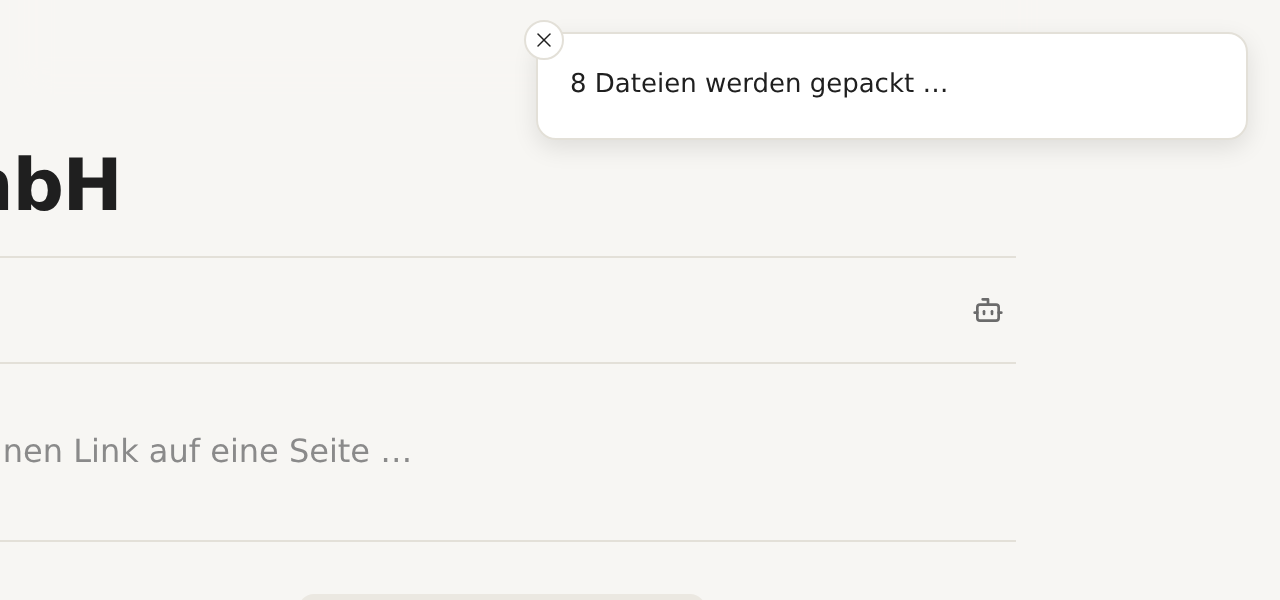 8 Dateien werden gepackt …
bH
nen Link auf eine Seite …